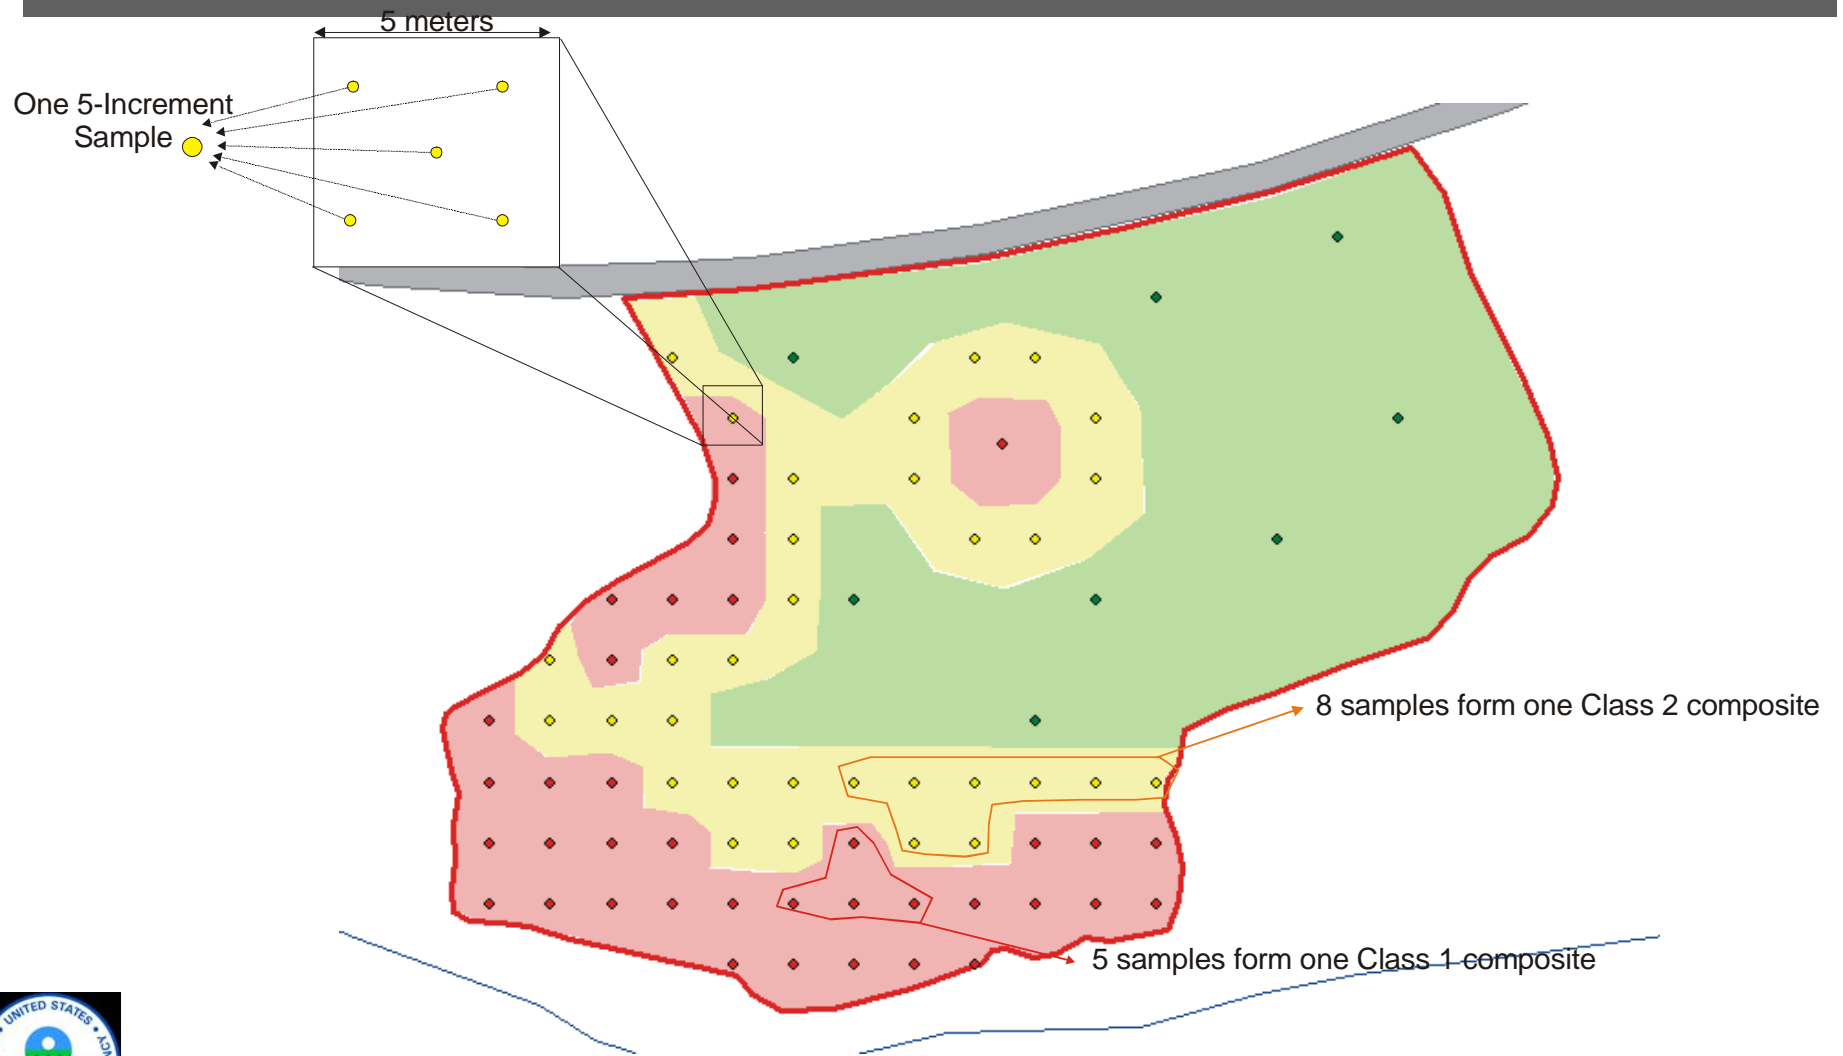 5 meters
One 5-Increment
Sample
8 samples form one Class 2 composite
5 samples form one Class 1 composite
UNITED STATES